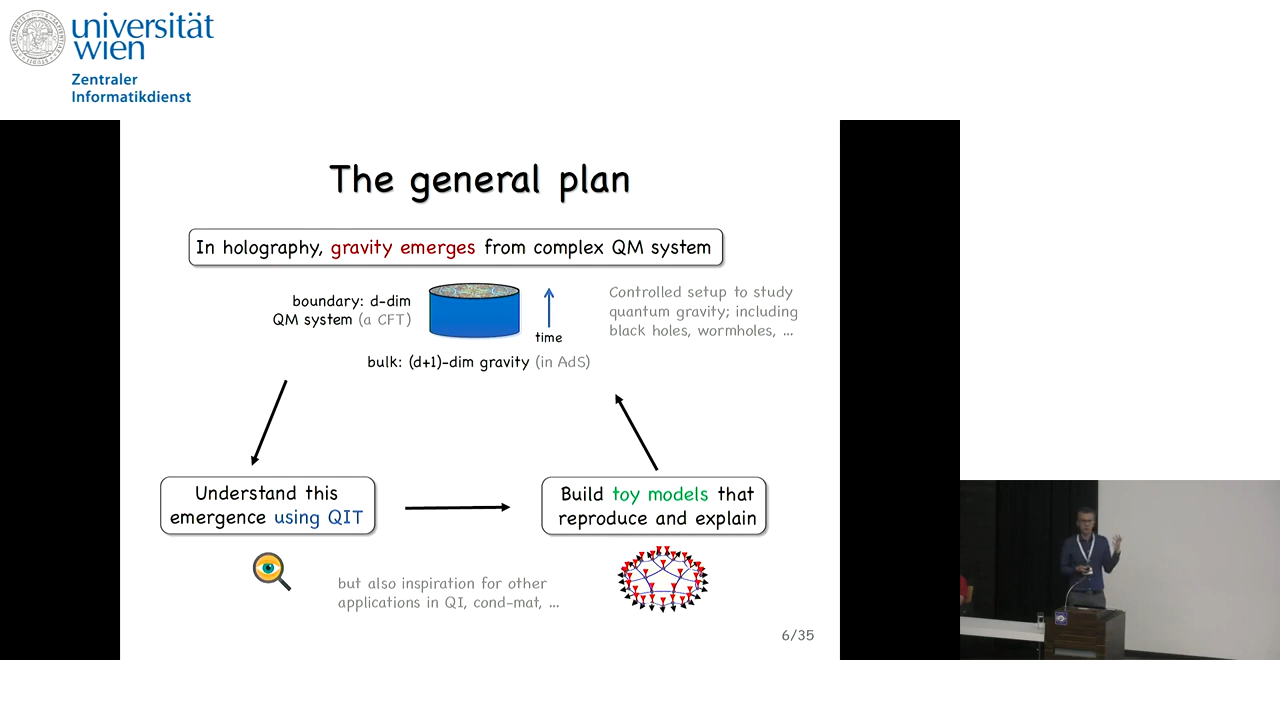 universität
wien
Zentraler
Informatikdienst
The general plan
In holography, gravity emerges from complex QM system
boundary: d-dim
QM system (a CFT)
time
Controlled setup to study
quantum gravity; including
black holes, wormholes, ...
bulk: (d+1)-dim gravity (in AdS)
Understand this
emergence using QIT
Build toy models that
reproduce and explain
but also inspiration for other
applications in QI, cond-mat, ...
6/35